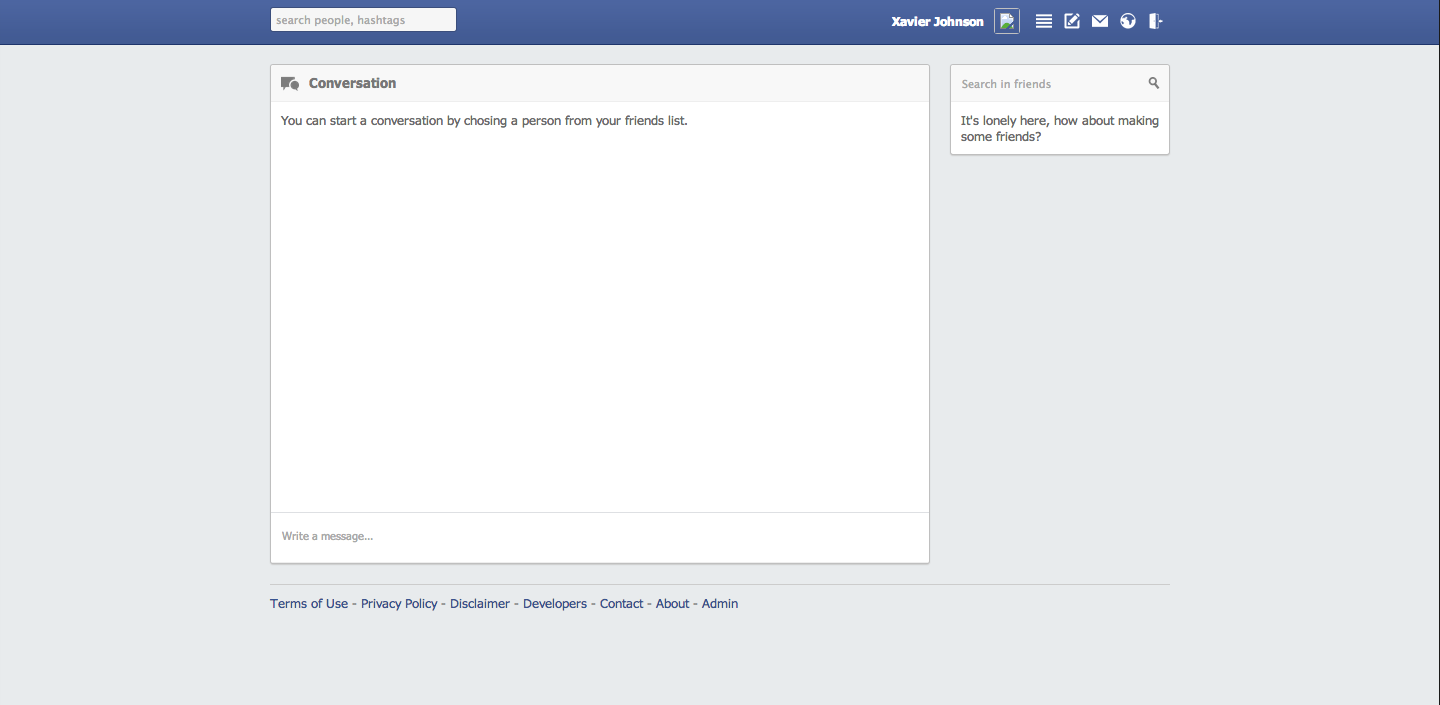 search people, hashtags
Xavier Johnson
Conversation
You can start a conversation by chosing a person from your friends list.
Write a message...
Search in friends
It's lonely here, how about making
some friends?
Terms of Use - Privacy Policy - Disclaimer - Developers - Contact - About - Admin